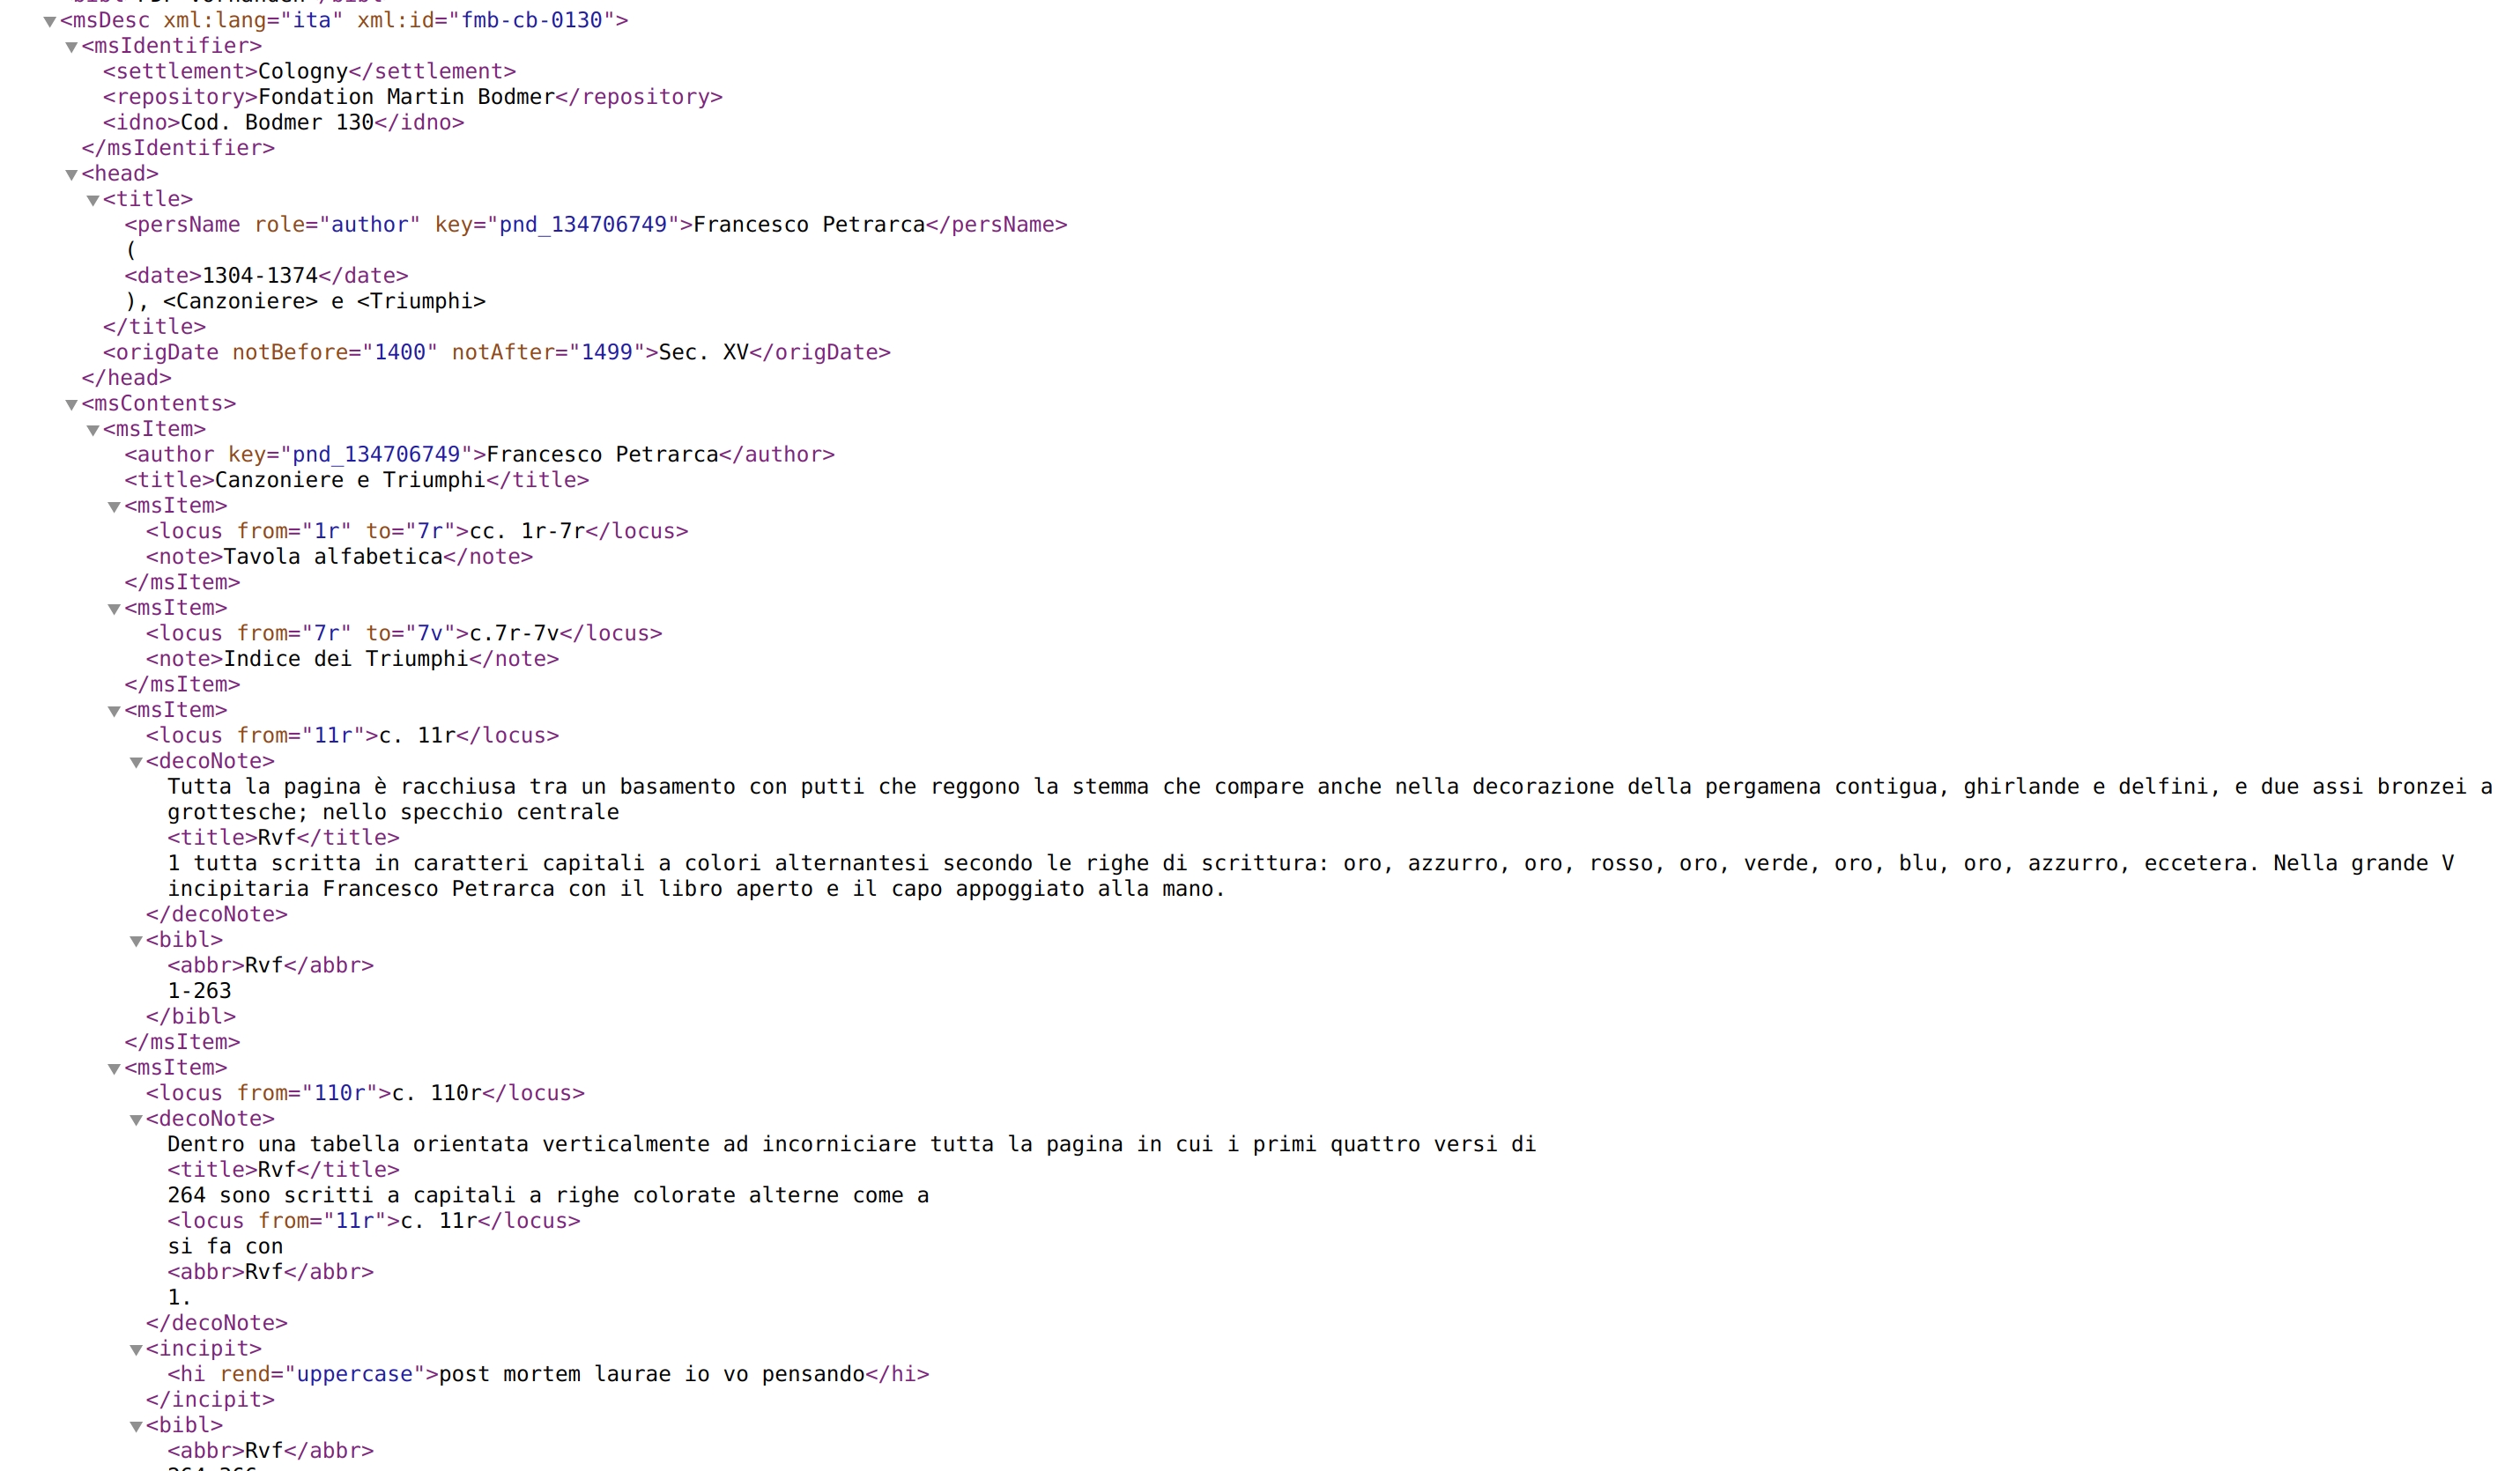 <msDesc xml:lang="ita" xml:id="fmb-cb-0130">
<msIdentifier>
<settlement>Cologny</settlement>
<repository>Fondation Martin Bodmer</repository>
<idno>Cod. Bodmer 130</idno>
</msIdentifier>
<head>
<title>
<persName role="author" key="pnd_134706749">Francesco Petrarca</persName>
(
<date>1304-1374</date>
), <Canzoniere> e <Triumphi>
</title>
<origDate notBefore="1400" notAfter="1499">Sec. XV</origDate>
</head>
<msContents>
<msItem>
<author key="pnd_134706749">Francesco Petrarca</author>
<title>Canzoniere e Triumphi</title>
<msItem>
<locus from="1r" to="7r">cc. 1r-7r</locus>
<note>Tavola alfabetica</note>
</msItem>
<msItem>
<locus from="7r" to="7v">c.7r-7v</locus>
<note>Indice dei Triumphi</note>
</msItem>
<msItem>
<locus from="11r">c. 11r</locus>
<decoNote>
Tutta la pagina è racchiusa tra un basamento con putti che reggono la stemma che compare anche nella decorazione della pergamena contigua, ghirlande e delfini, e due assi bronzei a
grottesche; nello specchio centrale
<title>Rvf</title>
1 tutta scritta in caratteri capitali a colori alternantesi secondo le righe di scrittura: oro, azzurro, oro, rosso, oro, verde, oro, blu, oro, azzurro, eccetera. Nella grande V
incipitaria Francesco Petrarca con il libro aperto e il capo appoggiato alla mano.
</decoNote>
<bibl>
<abbr>Rvf</abbr>
1-263
</bibl>
</msItem>
<msItem>
<locus from="110r">c. 110r</locus>
<decoNote>
Dentro una tabella orientata verticalmente ad incorniciare tutta la pagina in cui i primi quattro versi di
<title>Rvf</title>
264 sono scritti a capitali a righe colorate alterne come a
<locus from="11r">c. 11r</locus>
si fa con
<abbr>Rvf</abbr>
1.
</decoNote>
<incipit>
<hi rend="uppercase">post mortem laurae io vo pensando</hi>
</incipit>
<bibl>
<abbr>Rvf</abbr>